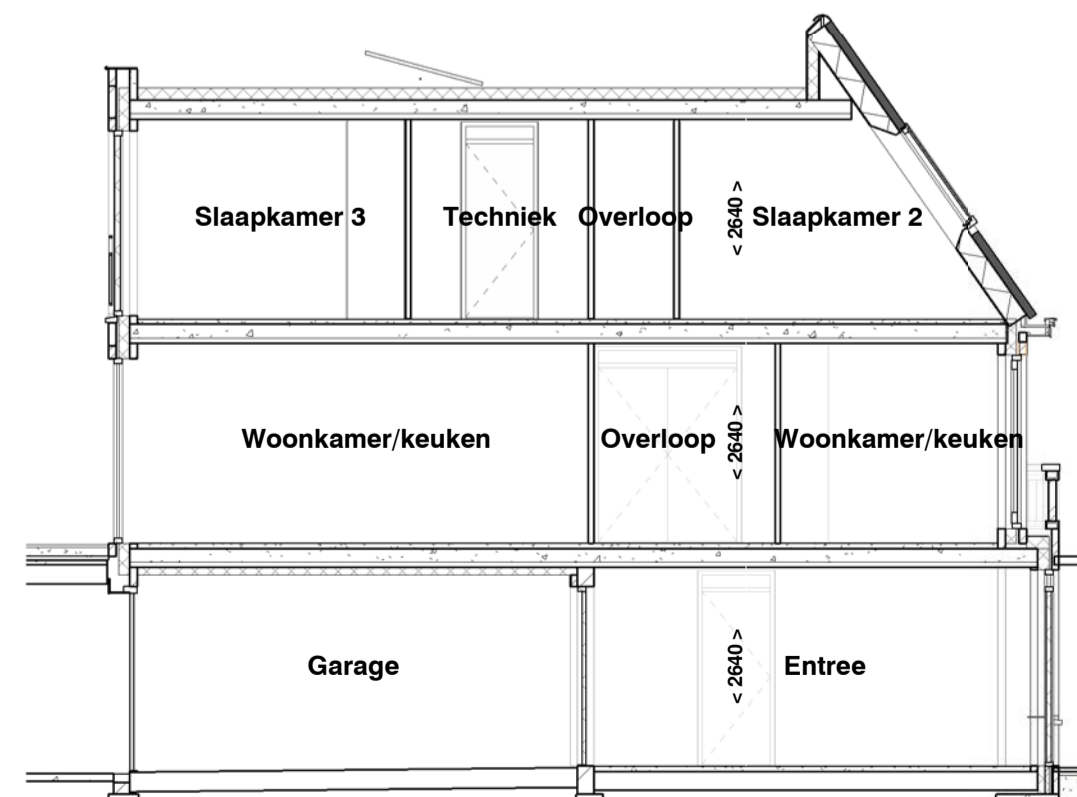 Slaapkamer 3
Techniek
Overloop
< 2640 >
Slaapkamer 2
Woonkamer/keuken
Overloop
< 2640 >
Woonkamer/keuken
Garage
< 2640 >
Entree